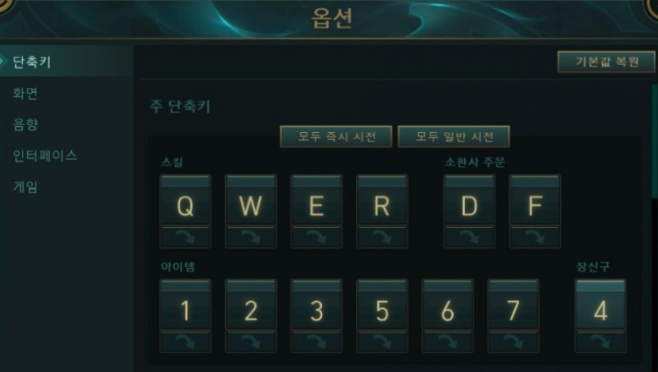 옵션
단축키
기본값 복원
화면
음향
인터페이스
게임
주 단축키
모두 즉시 시전 모두 일반 시전
스킬 소환사 주문
Q W E R D F
아이템 장신구
1 2 3 5 6 7 4